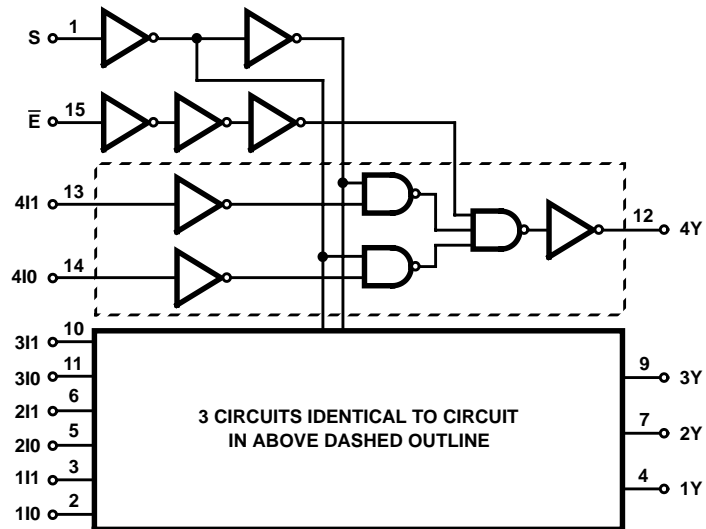 S 1
E̅ 15
4I1 13
12 4Y
4I0 14
3I1 10
3I0 11
9 3Y
2I1 6
3 CIRCUITS IDENTICAL TO CIRCUIT
IN ABOVE DASHED OUTLINE
7 2Y
2I0 5
1I1 3
4 1Y
1I0 2